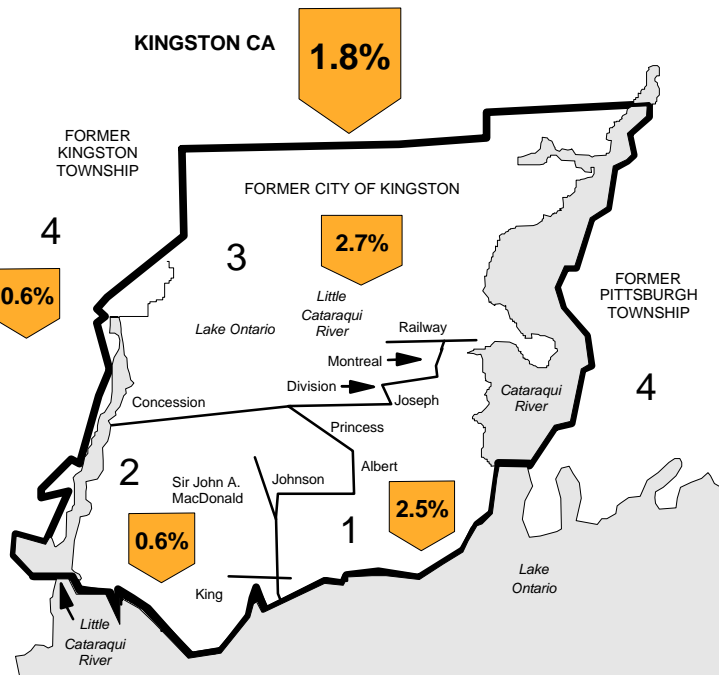 KINGSTON CA
1.8%
FORMER
KINGSTON
TOWNSHIP
4
0.6%
FORMER CITY OF KINGSTON
3
2.7%
Lake Ontario
Little
Cataraqui
River
Railway
Montreal
Division
Joseph
Concession
Princess
Albert
Cataraqui
River
FORMER
PITTSBURGH
TOWNSHIP
4
2
Sir John A.
MacDonald
Johnson
0.6%
1
2.5%
King
Lake
Ontario
Little
Cataraqui
River